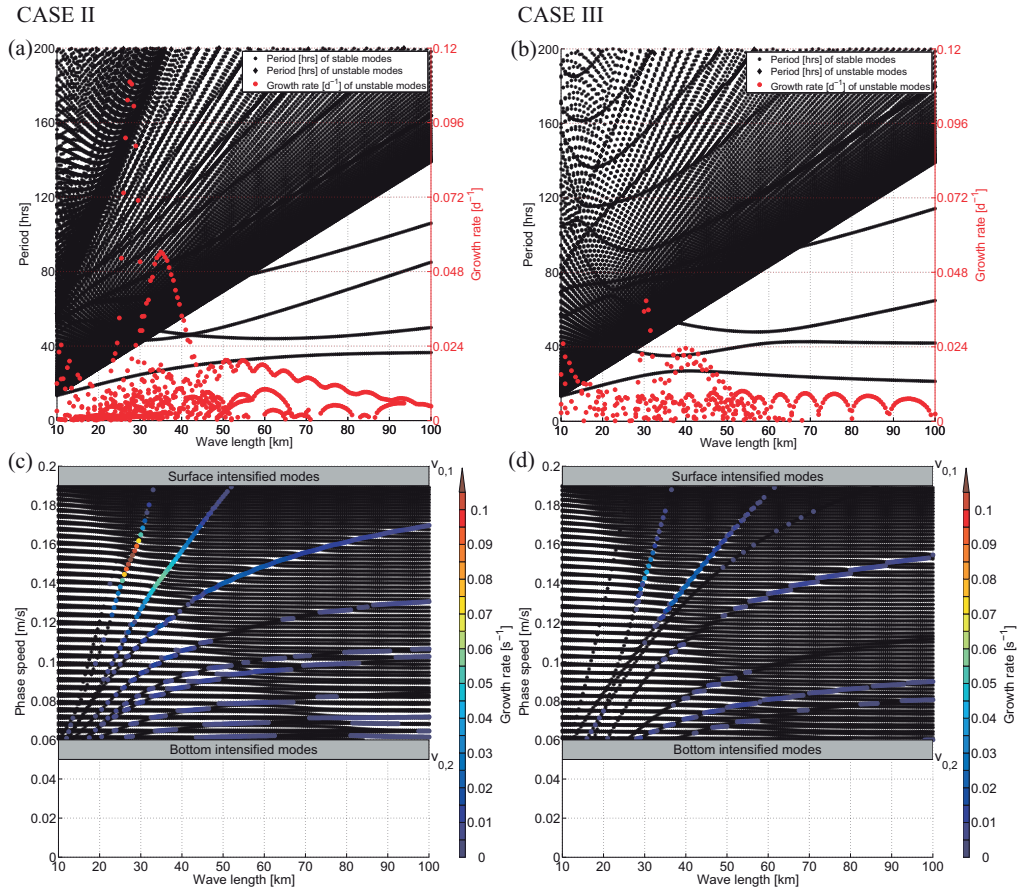 CASE II
CASE III
(a)
200
160
120
80
40
0
Period [hrs]
10 20 30 40 50 60 70 80 90 100
Wave length [km]
0.12
0.096
0.072
0.048
0.024
0
Growth rate [d⁻¹]
Period [hrs] of stable modes
Period [hrs] of unstable modes
Growth rate [d⁻¹] of unstable modes
(b)
200
160
120
80
40
0
Period [hrs]
10 20 30 40 50 60 70 80 90 100
Wave length [km]
0.12
0.096
0.072
0.048
0.024
0
Growth rate [d⁻¹]
Period [hrs] of stable modes
Period [hrs] of unstable modes
Growth rate [d⁻¹] of unstable modes
(c)
0.2
0.18
0.16
0.14
0.12
0.1
0.08
0.06
0.04
0.02
0
Phase speed [m/s]
Surface intensified modes
Bottom intensified modes
10 20 30 40 50 60 70 80 90 100
Wave length [km]
v0,1
v0,2
0.1
0.09
0.08
0.07
0.06
0.05
0.04
0.03
0.02
0.01
0
Growth rate [s⁻¹]
(d)
0.2
0.18
0.16
0.14
0.12
0.1
0.08
0.06
0.04
0.02
0
Phase speed [m/s]
Surface intensified modes
Bottom intensified modes
10 20 30 40 50 60 70 80 90 100
Wave length [km]
v0,1
v0,2
0.1
0.09
0.08
0.07
0.06
0.05
0.04
0.03
0.02
0.01
0
Growth rate [s⁻¹]